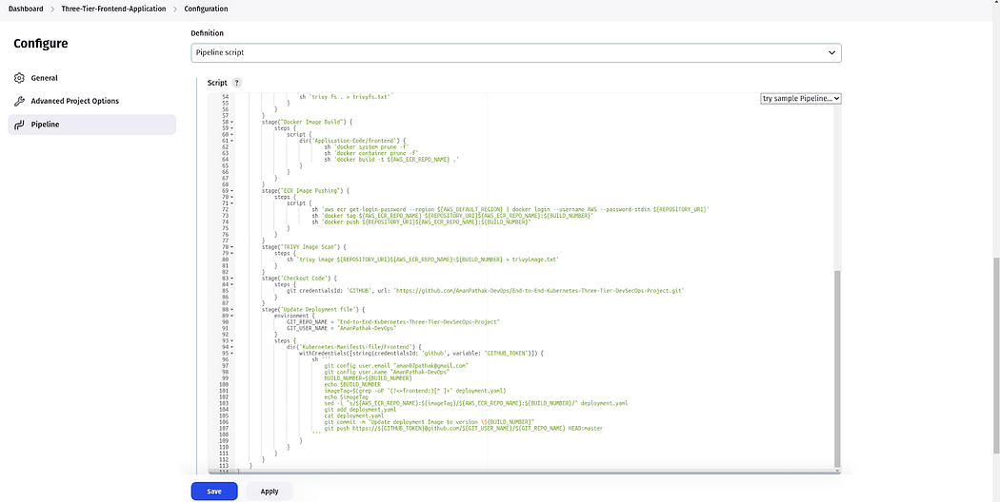 Dashboard > Three-Tier-Frontend-Application > Configuration
Configure
General
Advanced Project Options
Pipeline
Definition
Pipeline script
Script ?
try sample Pipeline...
54 sh 'trivy fs . > trivyfs.txt'
55 }
56 }
57 }
58 stage("Docker Image Build") {
59 steps {
60 script {
61 dir('Application-Code/frontend') {
62 sh 'docker system prune -f'
63 sh 'docker container prune -f'
64 sh 'docker build -t ${AWS_ECR_REPO_NAME} .'
65 }
66 }
67 }
68 }
69 stage("ECR Image Pushing") {
70 steps {
71 script {
72 sh 'aws ecr get-login-password --region ${AWS_DEFAULT_REGION} | docker login --username AWS --password-stdin ${REPOSITORY_URI}'
73 sh 'docker tag ${AWS_ECR_REPO_NAME} ${REPOSITORY_URI}${AWS_ECR_REPO_NAME}:${BUILD_NUMBER}'
74 sh 'docker push ${REPOSITORY_URI}${AWS_ECR_REPO_NAME}:${BUILD_NUMBER}'
75 }
76 }
77 }
78 stage("TRIVY Image Scan") {
79 steps {
80 sh 'trivy image ${REPOSITORY_URI}${AWS_ECR_REPO_NAME}:${BUILD_NUMBER} > trivyimage.txt'
81 }
82 }
83 stage('Checkout Code') {
84 steps {
85 git credentialsId: 'GITHUB', url: 'https://github.com/AmanPathak-DevOps/End-to-End-Kubernetes-Three-Tier-DevSecOps-Project.git'
86 }
87 }
88 stage('Update Deployment file') {
89 environment {
90 GIT_REPO_NAME = "End-to-End-Kubernetes-Three-Tier-DevSecOps-Project"
91 GIT_USER_NAME = "AmanPathak-DevOps"
92 }
93 steps {
94 dir('Kubernetes-Manifests-file/Frontend') {
95 withCredentials([string(credentialsId: 'github', variable: 'GITHUB_TOKEN')]) {
96 sh '''
97 git config user.email "aman07pathak@gmail.com"
98 git config user.name "AmanPathak-DevOps"
99 BUILD_NUMBER=${BUILD_NUMBER}
100 echo $BUILD_NUMBER
101 imageTag=$(grep -oP '(?<=frontend:)[^ ]+' deployment.yaml)
102 echo $imageTag
103 sed -i "s/${AWS_ECR_REPO_NAME}:${imageTag}/${AWS_ECR_REPO_NAME}:${BUILD_NUMBER}/" deployment.yaml
104 git add deployment.yaml
105 cat deployment.yaml
106 git commit -m "Update deployment Image to version \${BUILD_NUMBER}"
107 git push https://${GITHUB_TOKEN}@github.com/${GIT_USER_NAME}/${GIT_REPO_NAME} HEAD:master
108 '''
109 }
110 }
111 }
112 }
113 }
114 }
Save
Apply